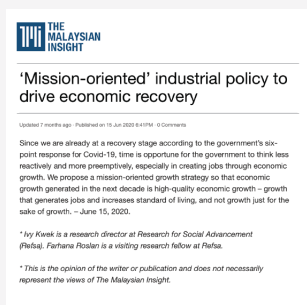 THE
MALAYSIAN
INSIGHT
'Mission-oriented' industrial policy to
drive economic recovery
Updated 7 months ago · Published on 15 Jun 2020 8:41PM · 0 Comments
Since we are already at a recovery stage according to the government's six-
point response for Covid-19, time is opportune for the government to think less
reactively and more preemptively, especially in creating jobs through economic
growth. We propose a mission-oriented growth strategy so that economic
growth generated in the next decade is high-quality economic growth – growth
that generates jobs and increases standard of living, and not growth just for the
sake of growth. – June 15, 2020.
* Ivy Kwek is a research director at Research for Social Advancement
(Refsa). Farhana Roslan is a visiting research fellow at Refsa.
* This is the opinion of the writer or publication and does not necessarily
represent the views of The Malaysian Insight.